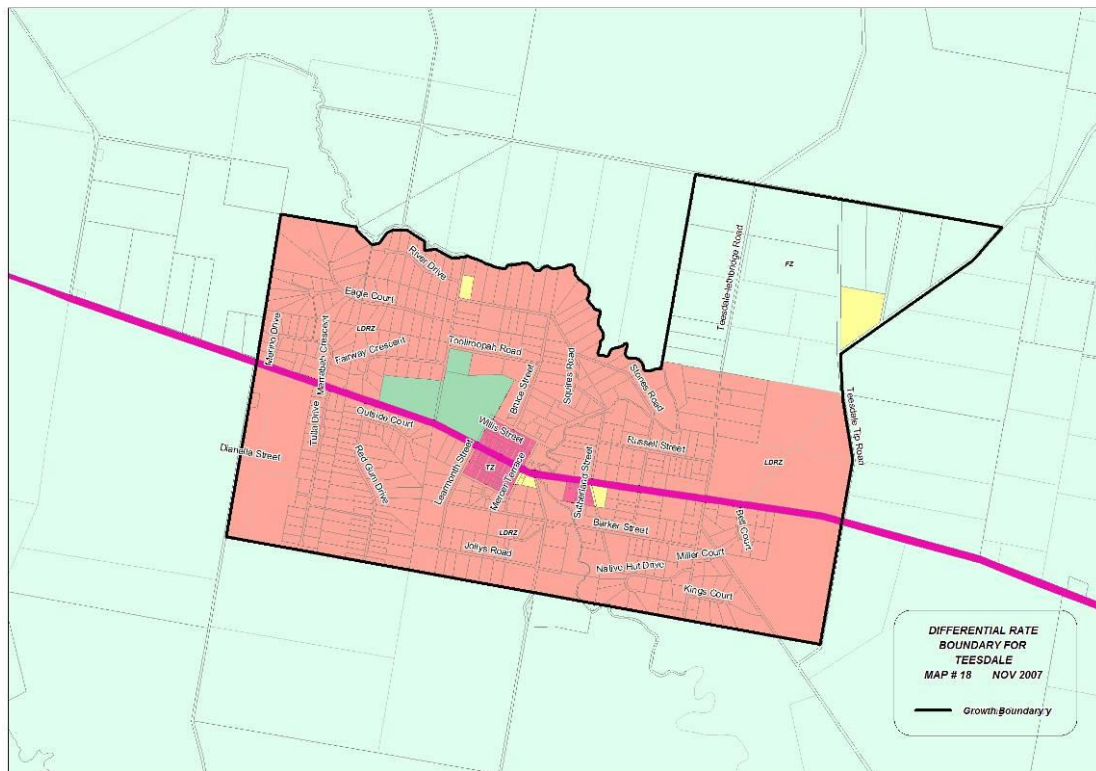 Teesdale-lethbridge Road
FZ
River Drive
Eagle Court
Merino Drive
Marrabah Crescent
LDRZ
Tooliroopah Road
Fairway Crescent
Squires Road
Stones Road
Bruce Street
Teesdale Tip Road
Outside Court
Willis Street
Tulla Drive
Russell Street
Dianella Street
Red Gum Drive
Learmonth Street
TZ
Mercer Terrace
Sutherland Street
LDRZ
Barker Street
Bell Court
LDRZ
Jollys Road
Miller Court
Native Hut Drive
Kings Court
DIFFERENTIAL RATE
BOUNDARY FOR
TEESDALE
MAP # 18 NOV 2007
Growth Boundary